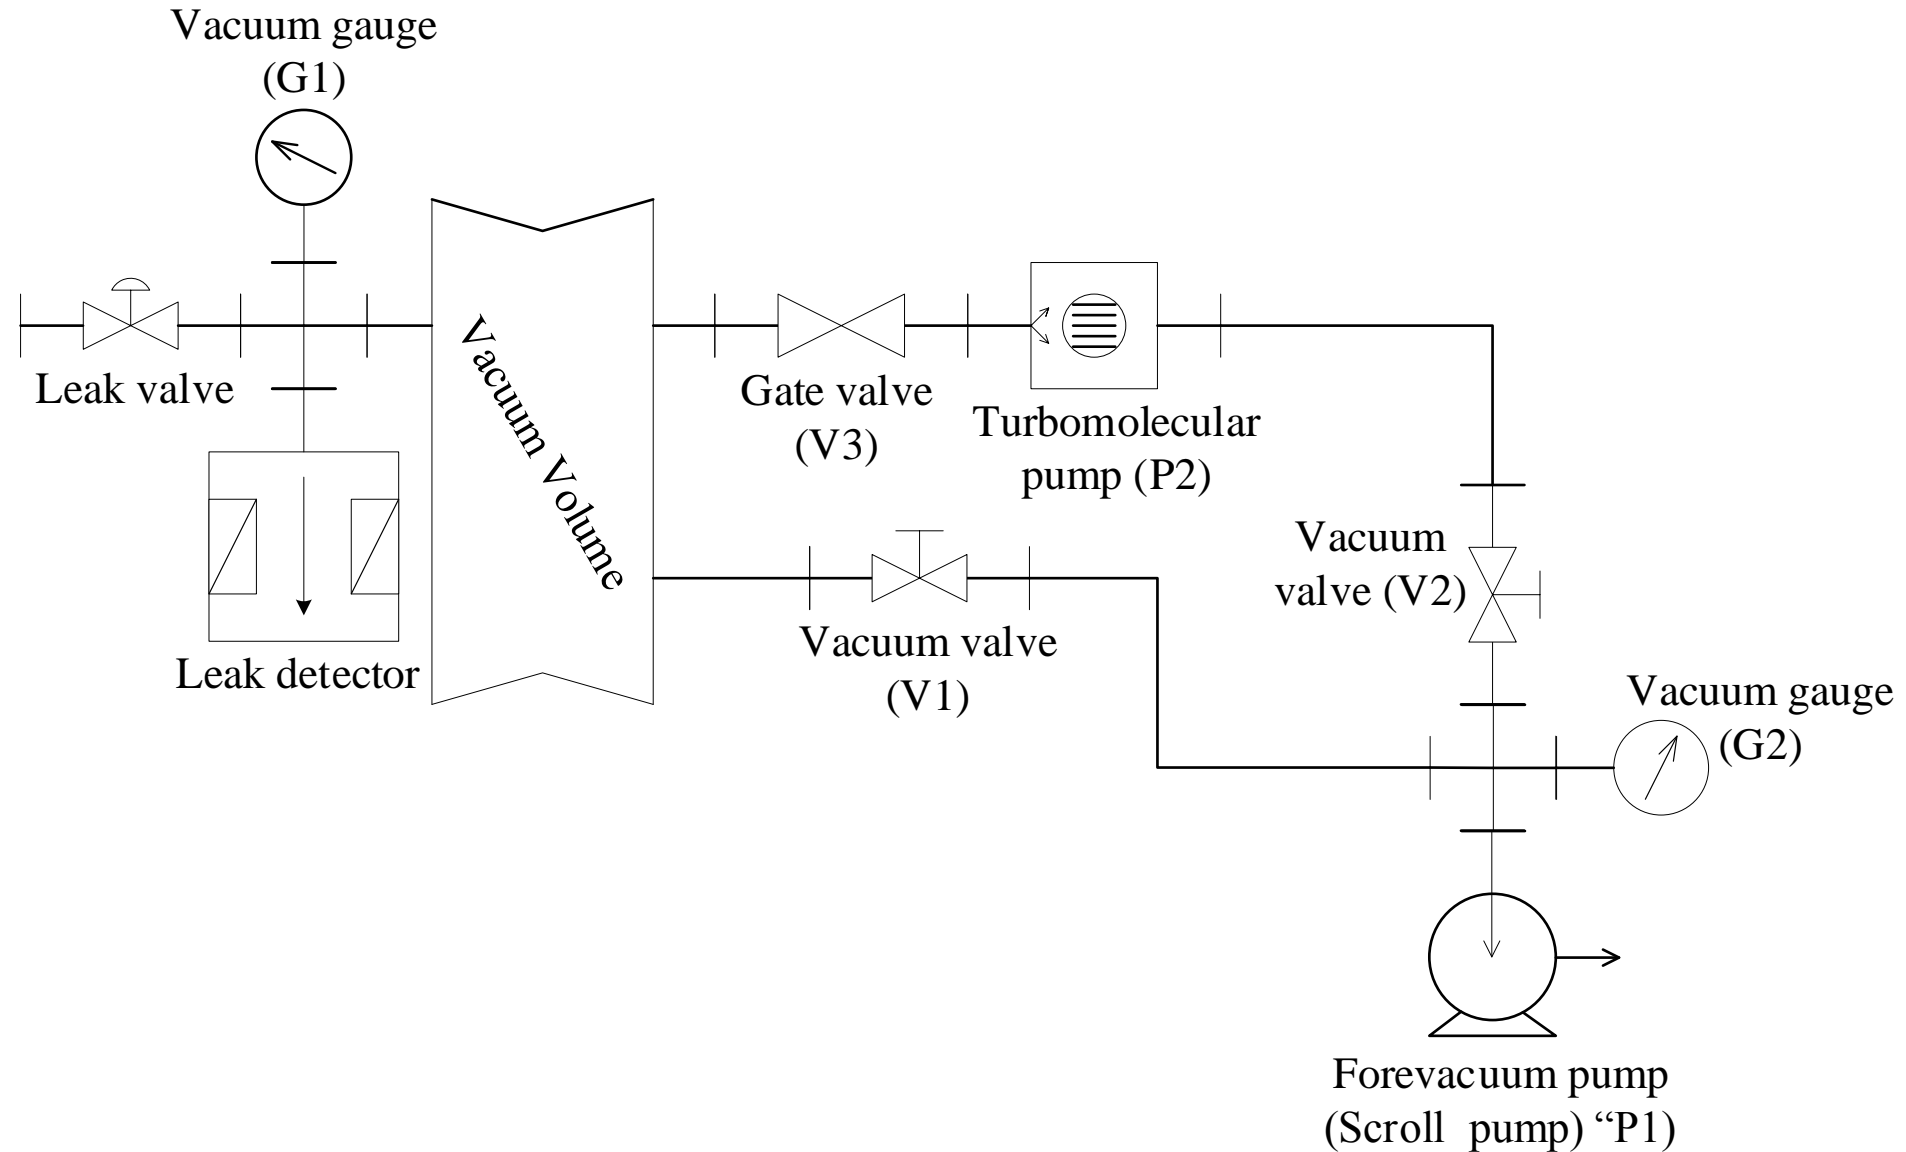 Vacuum gauge
(G1)
Leak valve
Leak detector
Vacuum Volume
Gate valve
(V3)
Turbomolecular
pump (P2)
Vacuum valve
(V1)
Vacuum
valve (V2)
Vacuum gauge
(G2)
Forevacuum pump
(Scroll  pump) “P1)